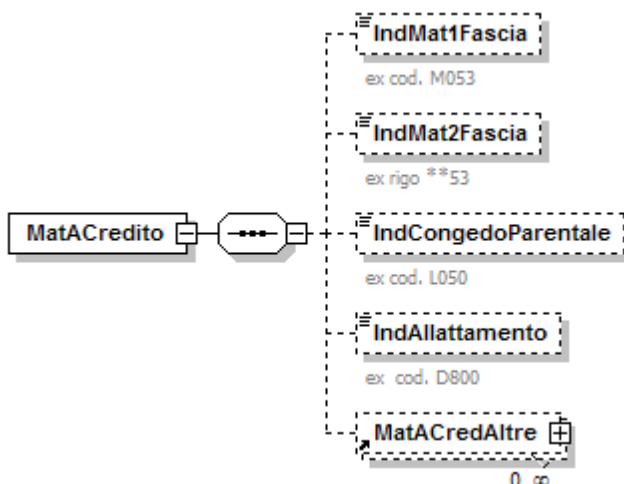 IndMat1Fascia
ex cod. M053
IndMat2Fascia
ex rigo **53
MatACredito
IndCongedoParentale
ex cod. L050
IndAllattamento
ex cod. D800
MatACredAltre
0..∞